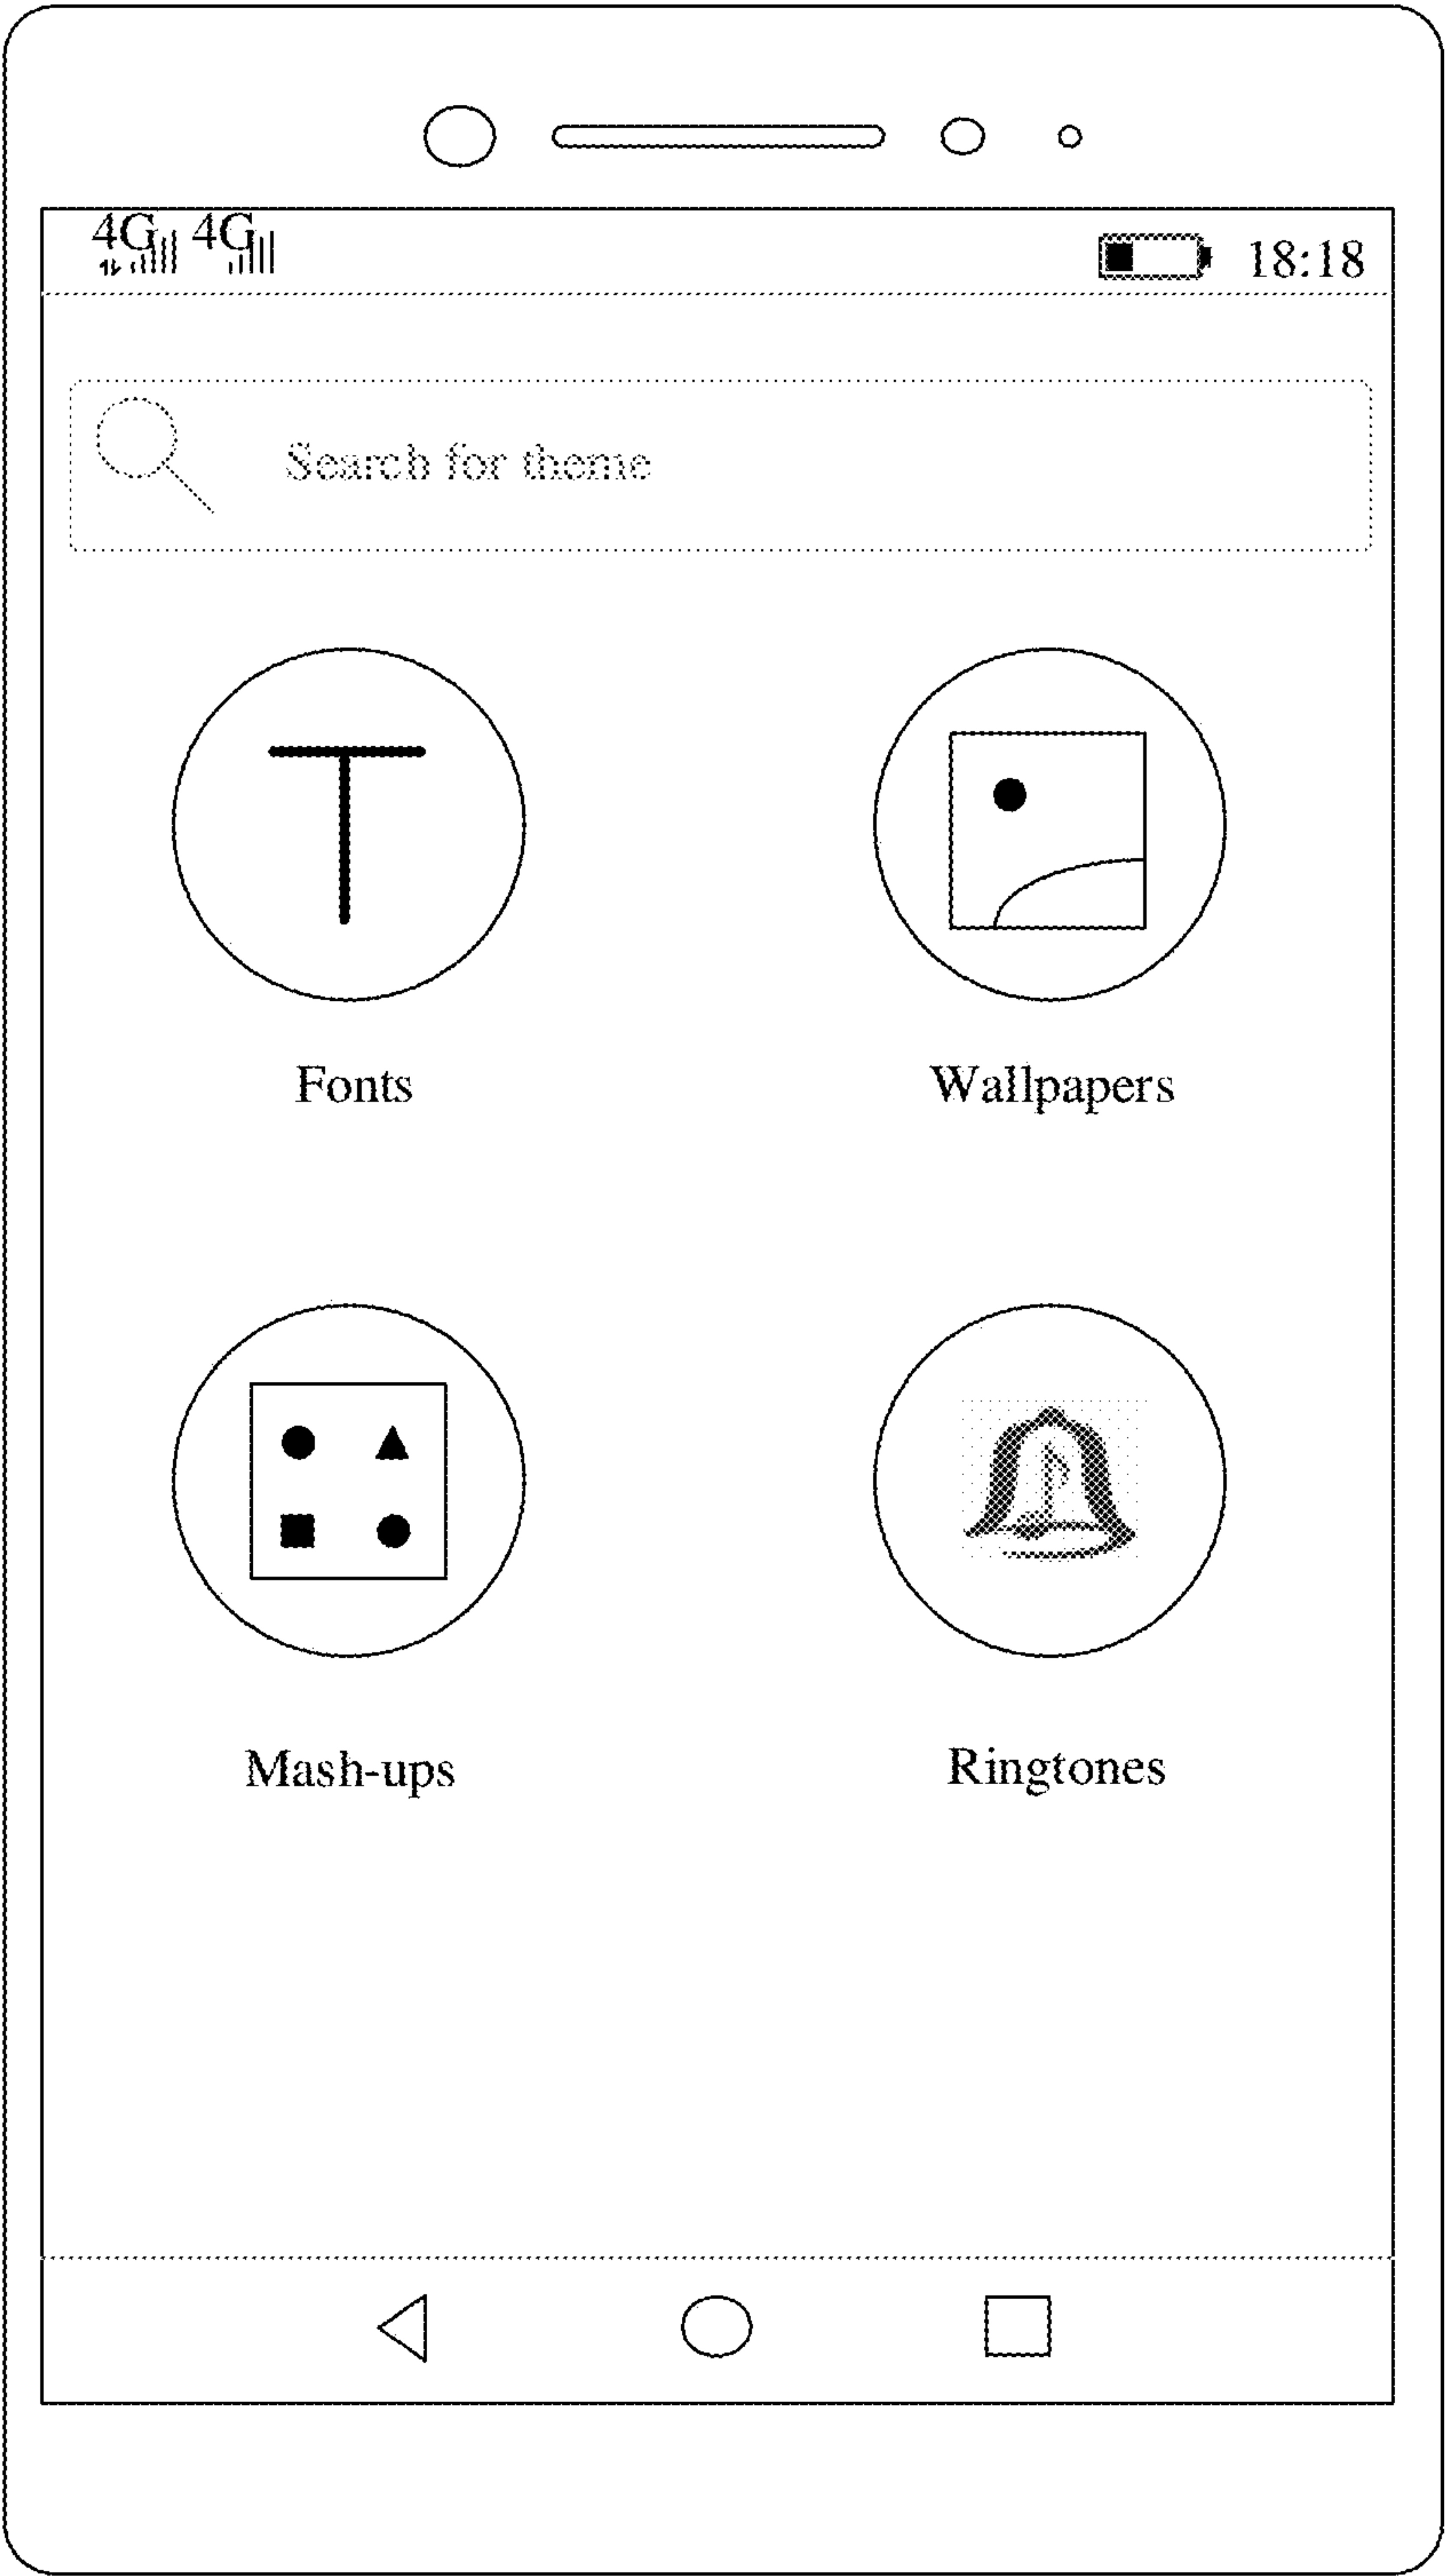 4G 4G 18:18
Search for theme
Fonts Wallpapers
Mash-ups Ringtones